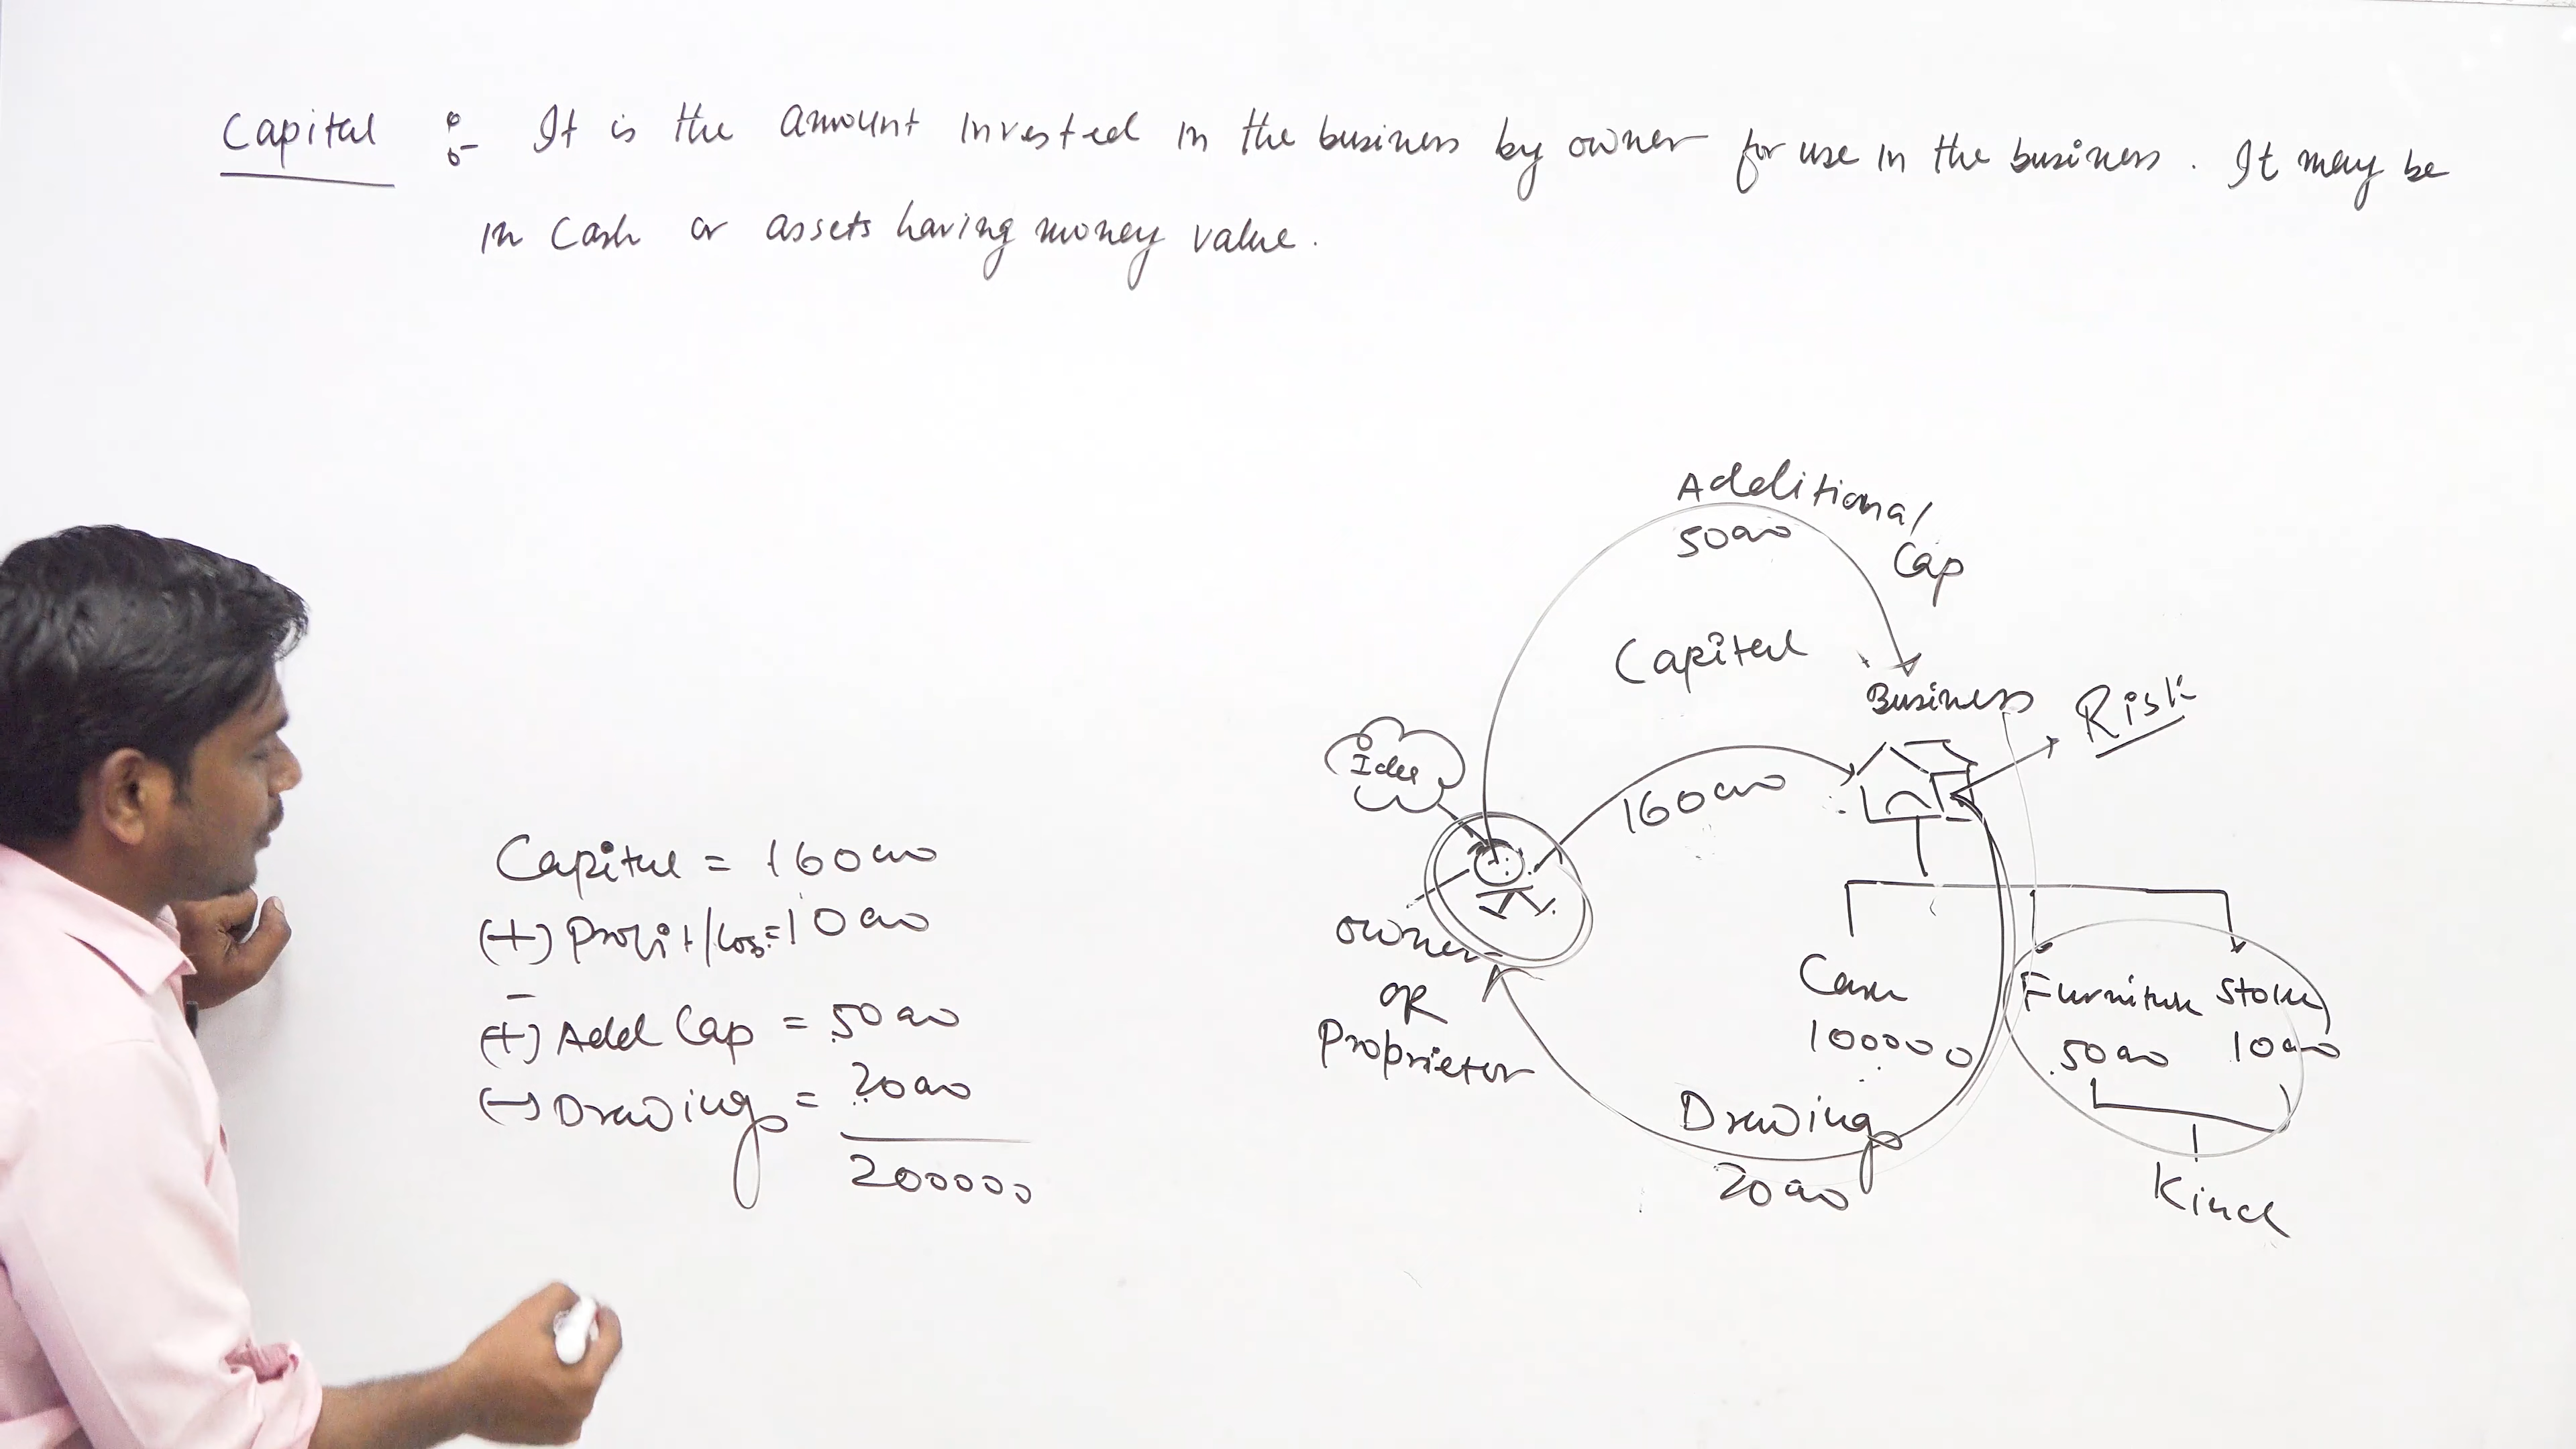 Capital :- It is the amount invested in the business by owner for use in the business. It may be
in cash or assets having money value.
Additional
50000
Cap
Capital
Business
Risk
Idea
160000
Capital = 160000
(+) Profit/Loss = 10000
-
(+) Add Cap = 50000
(-) Drawings = 20000
200000
owner
OR
Proprietor
Cash
100000
Furniture
50000
Stock
10000
Drawings
20000
Kind